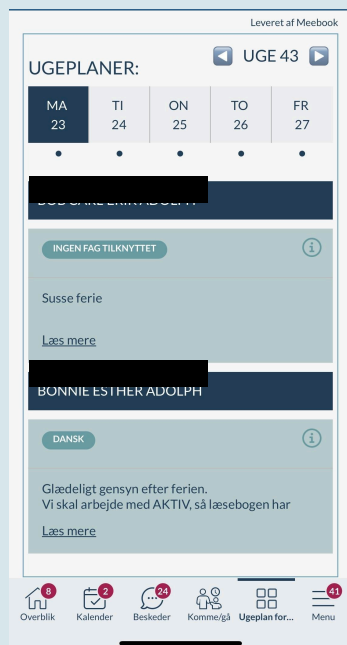 Leveret af Meebook
UGEPLANER:
UGE 43
MA TI ON TO FR
23 24 25 26 27
INGEN FAG TILKNYTTET
Susse ferie
Læs mere
BONNIE ESTHER ADOLPH
DANSK
Glædeligt gensyn efter ferien.
Vi skal arbejde med AKTIV, så læsebogen har
Læs mere
8 2 24 41
Overblik Kalender Beskeder Komme/gå Ugeplan for... Menu